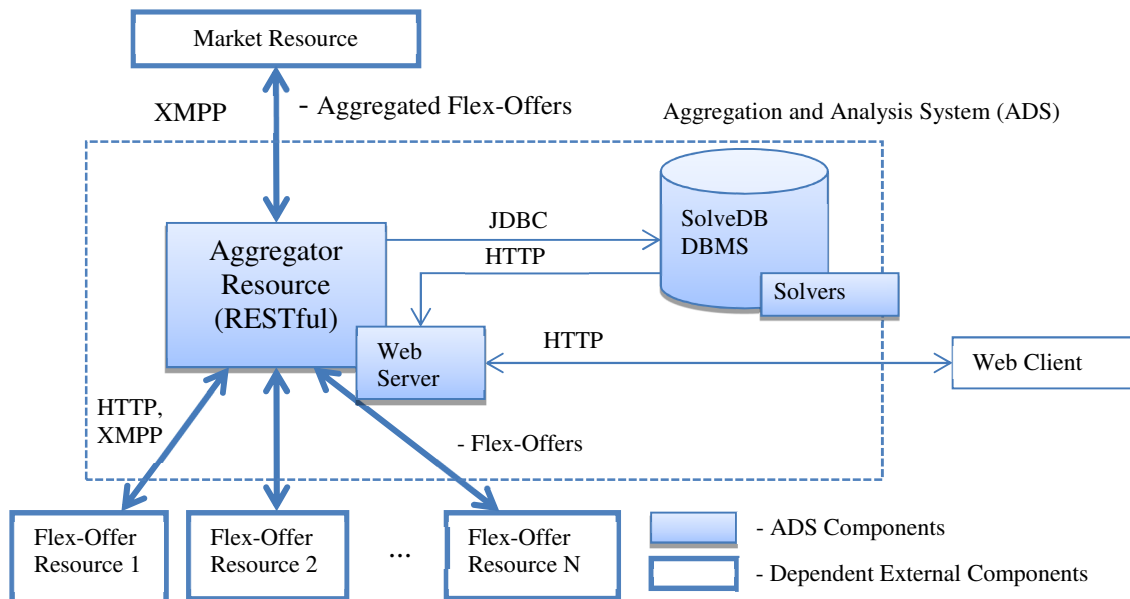 Market Resource
XMPP
- Aggregated Flex-Offers
Aggregation and Analysis System (ADS)
JDBC
SolveDB
DBMS
Aggregator
Resource
(RESTful)
HTTP
Solvers
Web
Server
HTTP
Web Client
HTTP,
XMPP
- Flex-Offers
Flex-Offer
Resource 1
Flex-Offer
Resource 2
...
Flex-Offer
Resource N
- ADS Components
- Dependent External Components